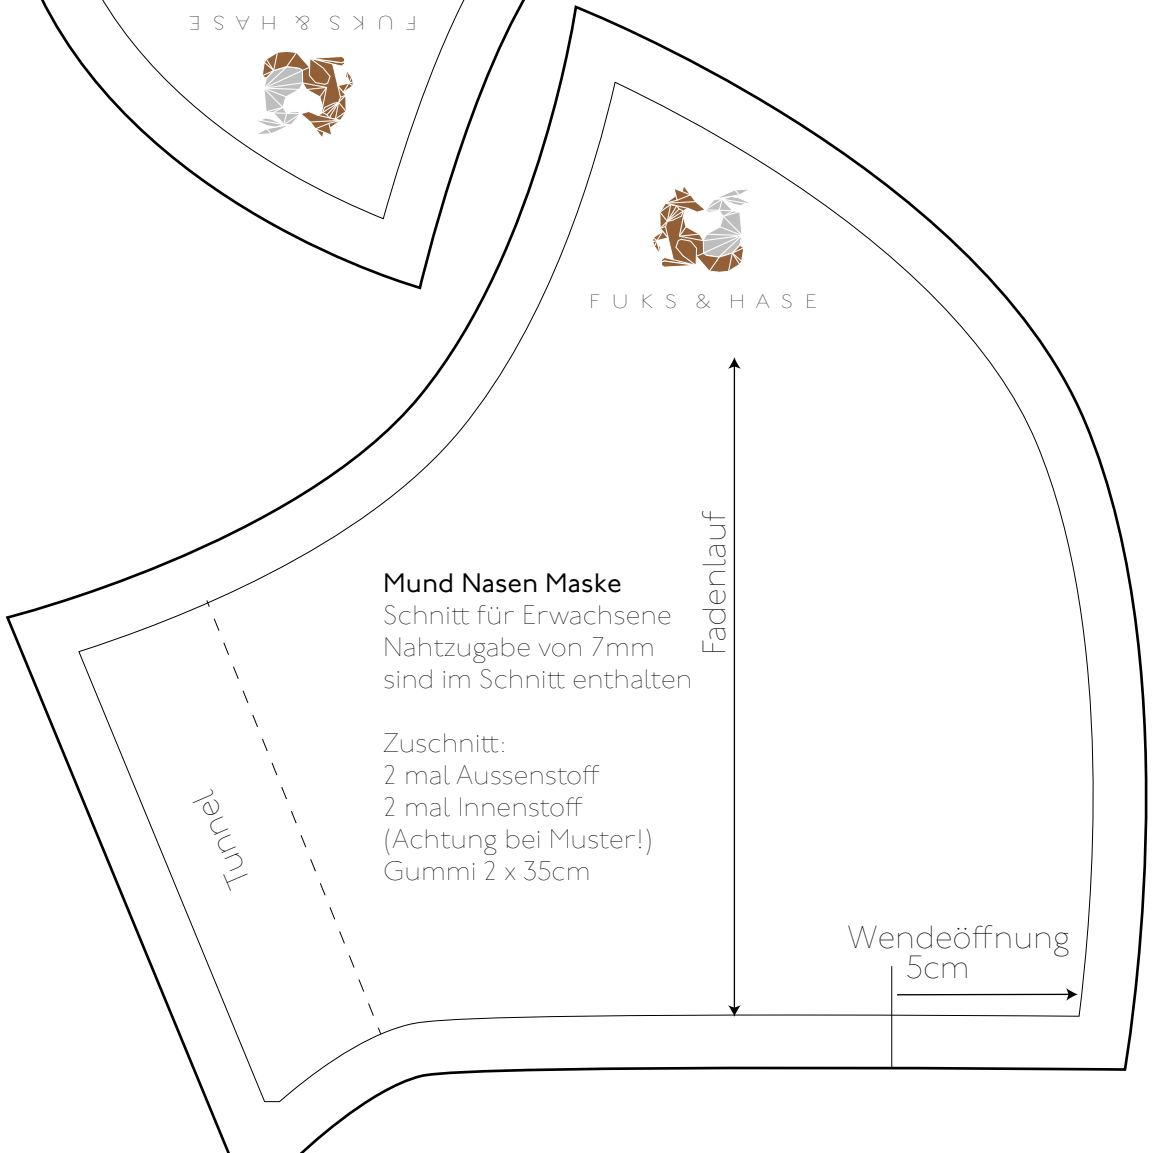 FUKS & HASE
FUKS & HASE
Fadenlauf
Mund Nasen Maske
Schnitt für Erwachsene
Nahtzugabe von 7mm
sind im Schnitt enthalten
Zuschnitt:
2 mal Aussenstoff
2 mal Innenstoff
(Achtung bei Muster!)
Gummi 2 x 35cm
Tunnel
Wendeöffnung
5cm